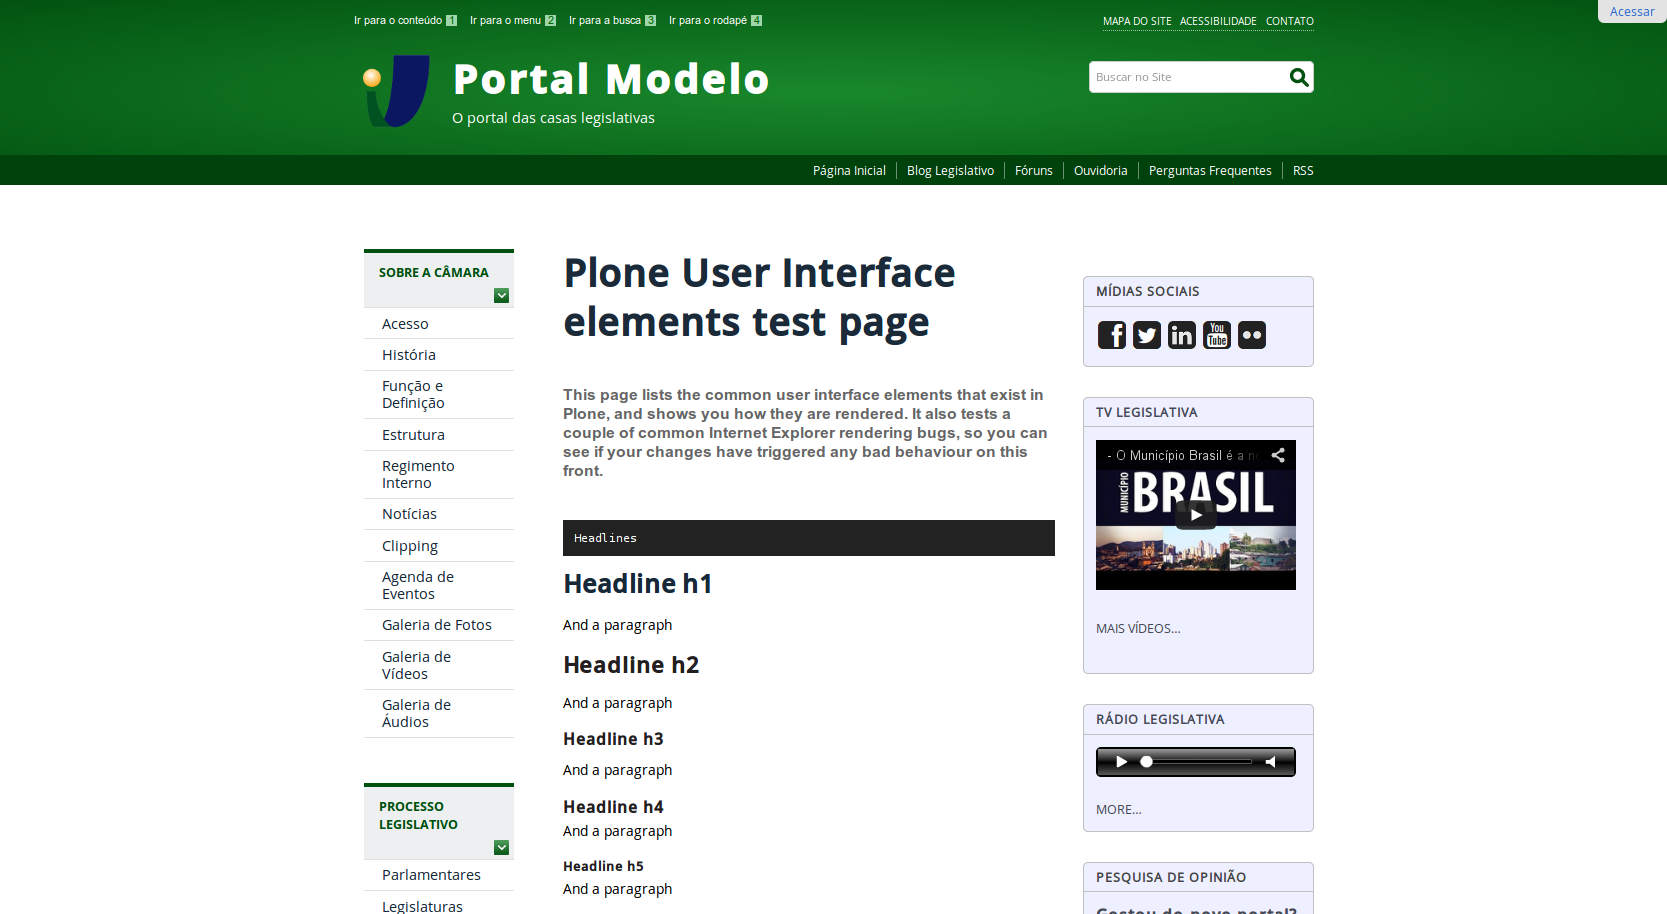 Ir para o conteúdo 1 Ir para o menu 2 Ir para a busca 3 Ir para o rodapé 4
MAPA DO SITE ACESSIBILIDADE CONTATO
Acessar
Portal Modelo
O portal das casas legislativas
Buscar no Site
Página Inicial Blog Legislativo Fóruns Ouvidoria Perguntas Frequentes RSS
SOBRE A CÂMARA
Acesso
História
Função e
Definição
Estrutura
Regimento
Interno
Notícias
Clipping
Agenda de
Eventos
Galeria de Fotos
Galeria de
Vídeos
Galeria de
Áudios
PROCESSO
LEGISLATIVO
Parlamentares
Legislaturas
Plone User Interface
elements test page
This page lists the common user interface elements that exist in
Plone, and shows you how they are rendered. It also tests a
couple of common Internet Explorer rendering bugs, so you can
see if your changes have triggered any bad behaviour on this
front.
Headlines
Headline h1
And a paragraph
Headline h2
And a paragraph
Headline h3
And a paragraph
Headline h4
And a paragraph
Headline h5
And a paragraph
MÍDIAS SOCIAIS
You
Tube
TV LEGISLATIVA
- O Município Brasil é a
MUNICÍPIO
BRASIL
MAIS VÍDEOS...
RÁDIO LEGISLATIVA
MORE...
PESQUISA DE OPINIÃO
Gostou do novo portal?